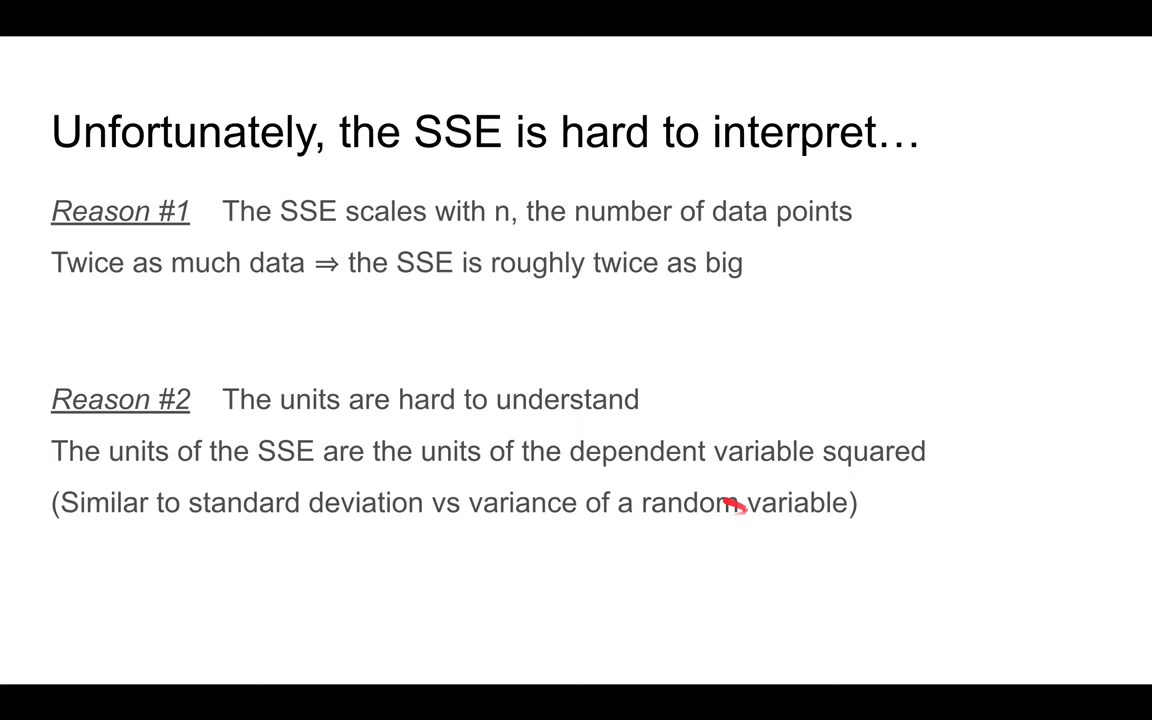 Unfortunately, the SSE is hard to interpret…
Reason #1 The SSE scales with n, the number of data points
Twice as much data ⇒ the SSE is roughly twice as big
Reason #2 The units are hard to understand
The units of the SSE are the units of the dependent variable squared
(Similar to standard deviation vs variance of a random variable)